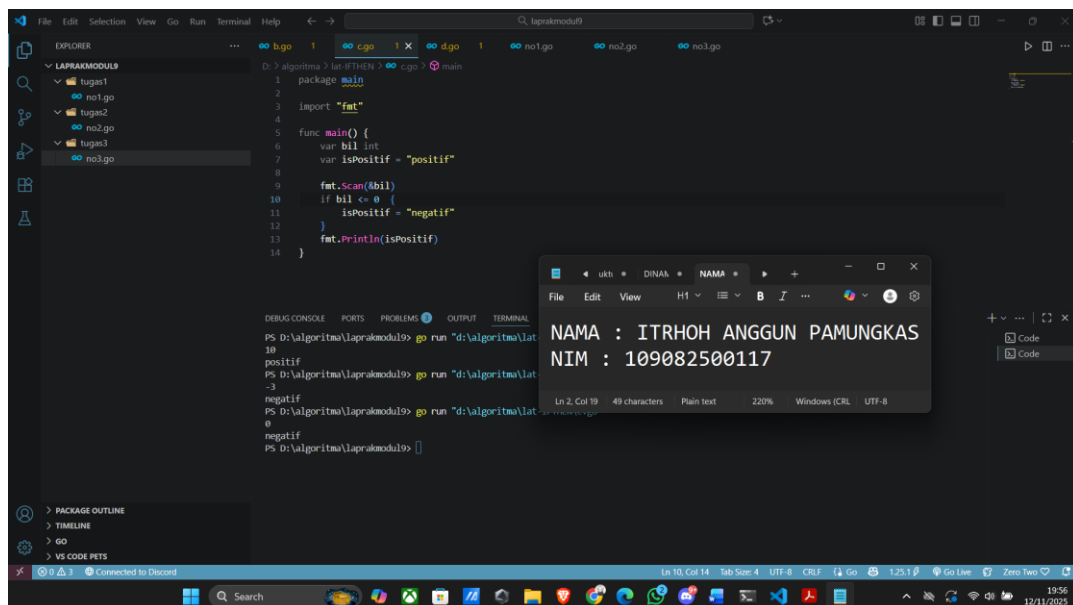 File Edit Selection View Go Run Terminal Help
laprakmodul9
EXPLORER
LAPRAKMODUL9
tugas1
no1.go
tugas2
no2.go
tugas3
no3.go
b.go 1 c.go 1 d.go 1 no1.go no2.go no3.go
D: > algoritma > lat-IFTHEN > c.go > main
1 package main
2
3 import "fmt"
4
5 func main() {
6 var bil int
7 var isPositif = "positif"
8
9 fmt.Scan(&bil)
10 if bil <= 0 {
11 isPositif = "negatif"
12 }
13 fmt.Println(isPositif)
14 }
DEBUG CONSOLE PORTS PROBLEMS 3 OUTPUT TERMINAL
PS D:\algoritma\laprakmodul9> go run "d:\algoritma\lat-
10
positif
PS D:\algoritma\laprakmodul9> go run "d:\algoritma\lat-
-3
negatif
PS D:\algoritma\laprakmodul9> go run "d:\algoritma\lat-
0
negatif
PS D:\algoritma\laprakmodul9>
Code
Code
ukti DINAM NAMA
File Edit View H1 B I
NAMA : ITRHOH ANGGUN PAMUNGKAS
NIM : 109082500117
Ln 2, Col 19 49 characters Plain text 220% Windows (CRL UTF-8
PACKAGE OUTLINE
TIMELINE
GO
VS CODE PETS
0 3 Connected to Discord
Ln 10, Col 14 Tab Size: 4 UTF-8 CRLF Go 1.25.1 Go Live Zero Two
Search
19:56
12/11/2025